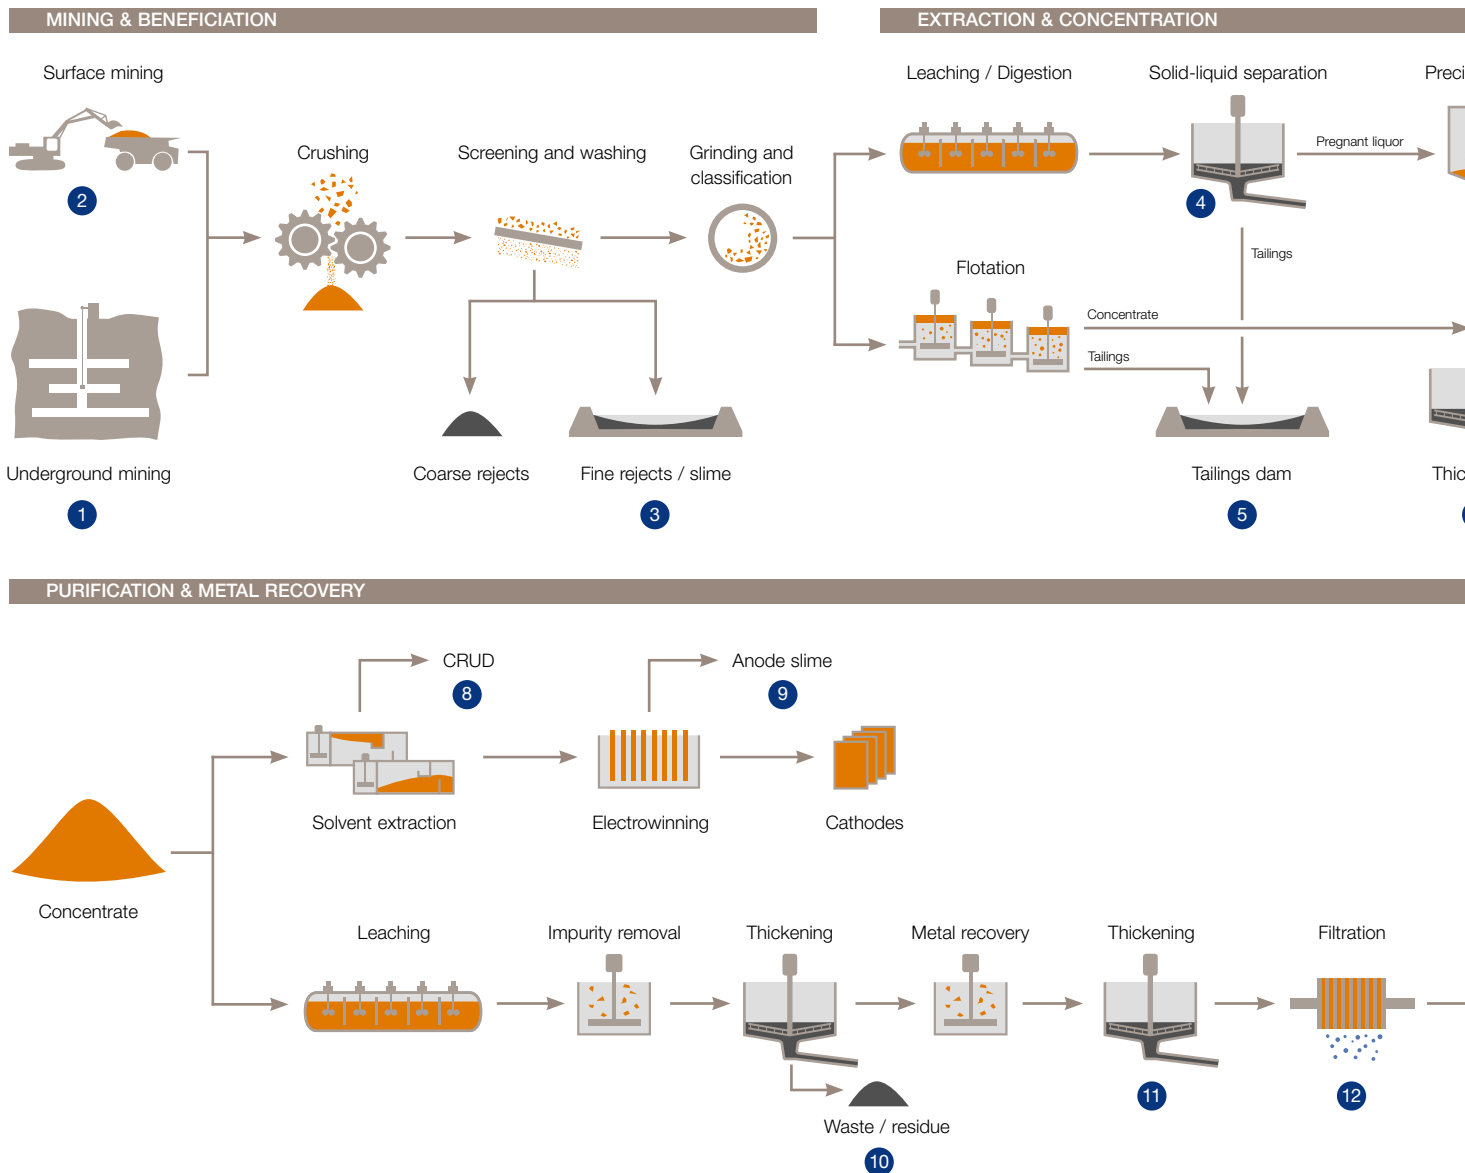 MINING & BENEFICIATION
EXTRACTION & CONCENTRATION
Surface mining
Leaching / Digestion
Solid-liquid separation
Preci
Crushing
Screening and washing
Grinding and
classification
Pregnant liquor
2
4
Tailings
Flotation
Concentrate
Tailings
Underground mining
Coarse rejects
Fine rejects / slime
Tailings dam
Thic
1
3
5
PURIFICATION & METAL RECOVERY
CRUD
Anode slime
8
9
Solvent extraction
Electrowinning
Cathodes
Concentrate
Leaching
Impurity removal
Thickening
Metal recovery
Thickening
Filtration
11
12
Waste / residue
10